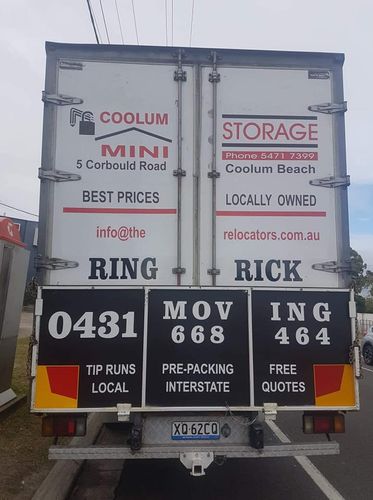 COOLUM
MINI
5 Corbould Road
BEST PRICES
info@the
STORAGE
Phone 5471 7399
Coolum Beach
LOCALLY OWNED
relocators.com.au
RING RICK
0431 MOV ING
668 464
TIP RUNS
LOCAL
PRE-PACKING
INTERSTATE
FREE
QUOTES
XQ·62CQ